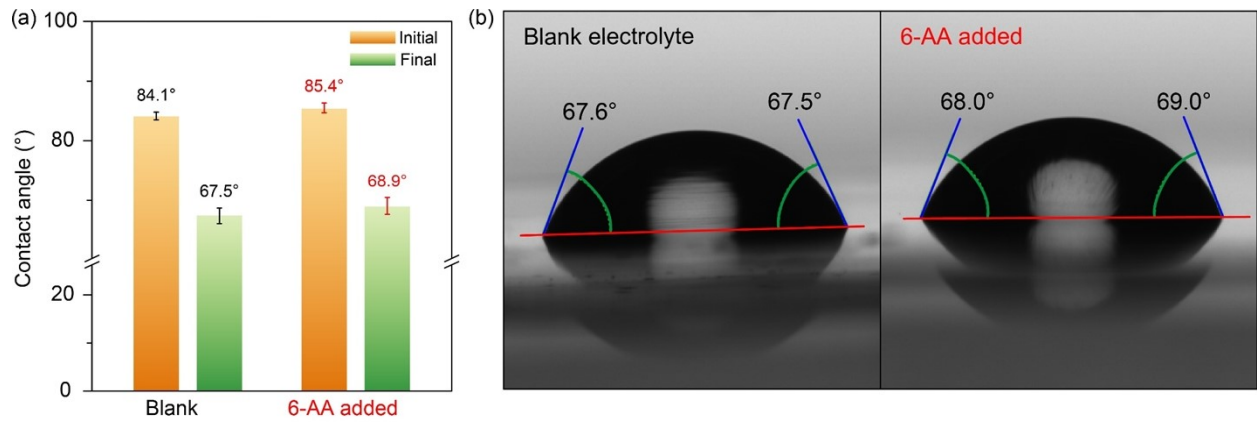 (a)
100
80
20
0
Contact angle (°)
Initial
Final
84.1°
67.5°
85.4°
68.9°
Blank
6-AA added
(b)
Blank electrolyte
67.6°
67.5°
6-AA added
68.0°
69.0°